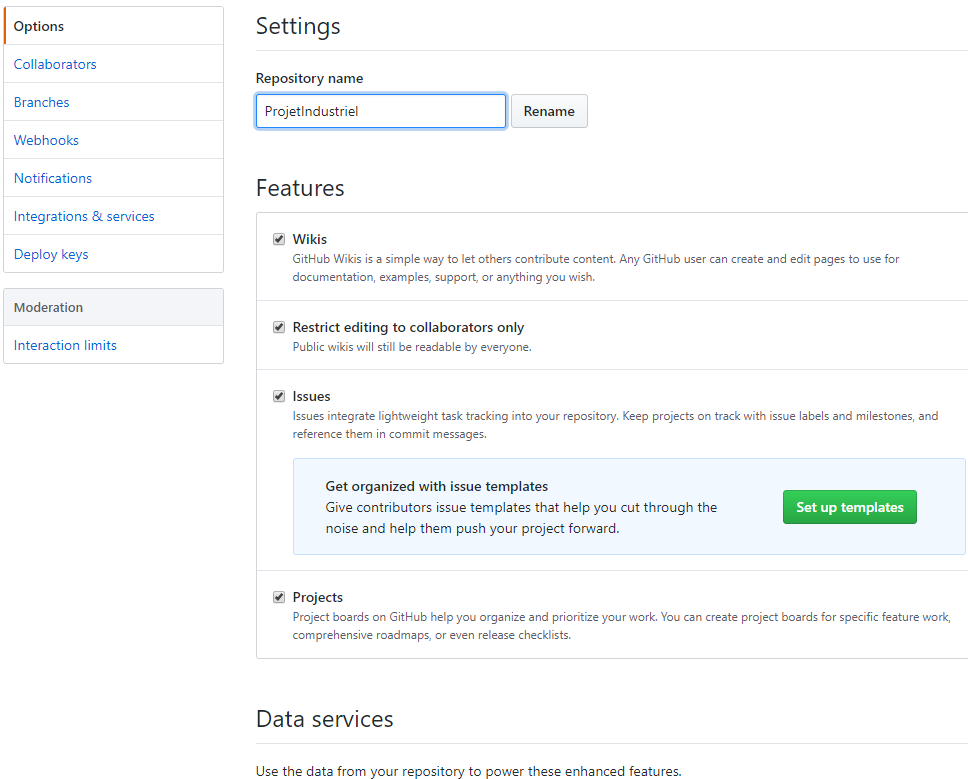 Options
Collaborators
Branches
Webhooks
Notifications
Integrations & services
Deploy keys
Moderation
Interaction limits
Settings
Repository name
ProjetIndustriel
Rename
Features
Wikis
GitHub Wikis is a simple way to let others contribute content. Any GitHub user can create and edit pages to use for
documentation, examples, support, or anything you wish.
Restrict editing to collaborators only
Public wikis will still be readable by everyone.
Issues
Issues integrate lightweight task tracking into your repository. Keep projects on track with issue labels and milestones, and
reference them in commit messages.
Get organized with issue templates
Give contributors issue templates that help you cut through the
noise and help them push your project forward.
Set up templates
Projects
Project boards on GitHub help you organize and prioritize your work. You can create project boards for specific feature work,
comprehensive roadmaps, or even release checklists.
Data services
Use the data from your repository to power these enhanced features.